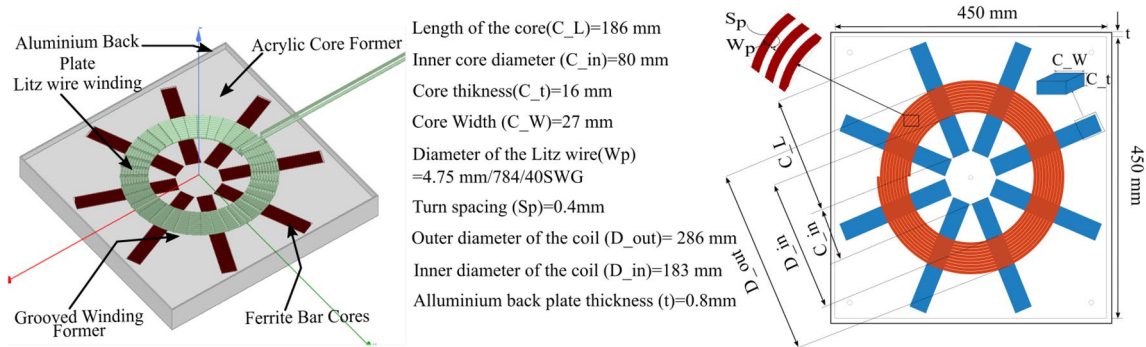 Aluminium Back
Plate
Litz wire winding
Acrylic Core Former
Grooved Winding
Former
Ferrite Bar Cores
Length of the core(C_L)=186 mm
Inner core diameter (C_in)=80 mm
Core thikness(C_t)=16 mm
Core Width (C_W)=27 mm
Diameter of the Litz wire(Wp)
=4.75 mm/784/40SWG
Turn spacing (Sp)=0.4mm
Outer diameter of the coil (D_out)= 286 mm
Inner diameter of the coil (D_in)=183 mm
Alluminium back plate thickness (t)=0.8mm
Sp
Wp
450 mm
t
C_W
C_t
C_L
450 mm
C_in
D_in
D_out